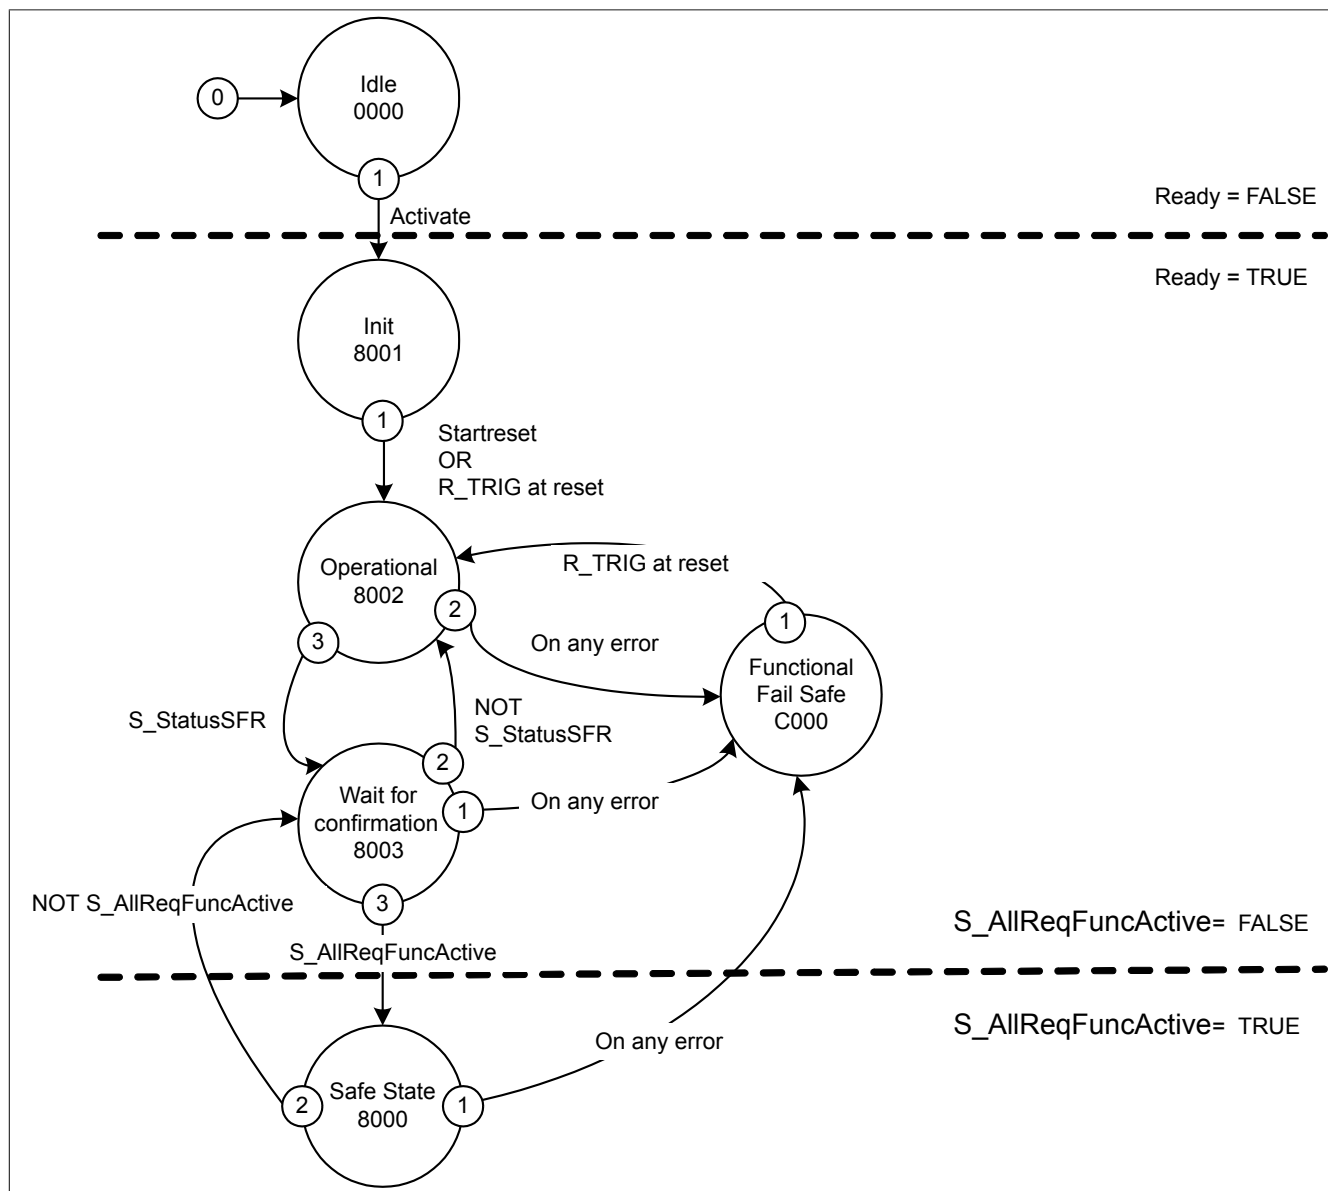 Idle
0000
0
1
Activate
Ready = FALSE
Ready = TRUE
Init
8001
1
Startreset
OR
R_TRIG at reset
Operational
8002
2
3
R_TRIG at reset
1
On any error
Functional
Fail Safe
C000
S_StatusSFR
NOT
S_StatusSFR
2
Wait for
confirmation
8003
1
On any error
3
NOT S_AllReqFuncActive
S_AllReqFuncActive
S_AllReqFuncActive= FALSE
S_AllReqFuncActive= TRUE
On any error
Safe State
8000
2
1